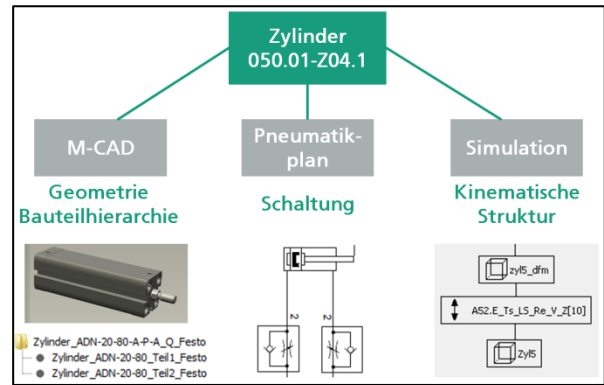 Zylinder
050.01-Z04.1
M-CAD
Pneumatik-
plan
Simulation
Geometrie
Bauteilhierarchie
Schaltung
Kinematische
Struktur
zyl5_dfm
A52.E_Ts_LS_Re_V_Z[10]
Zyl5
2
2
Zylinder_ADN-20-80-A-P-A_Q_Festo
Zylinder_ADN-20-80_Teil1_Festo
Zylinder_ADN-20-80_Teil2_Festo